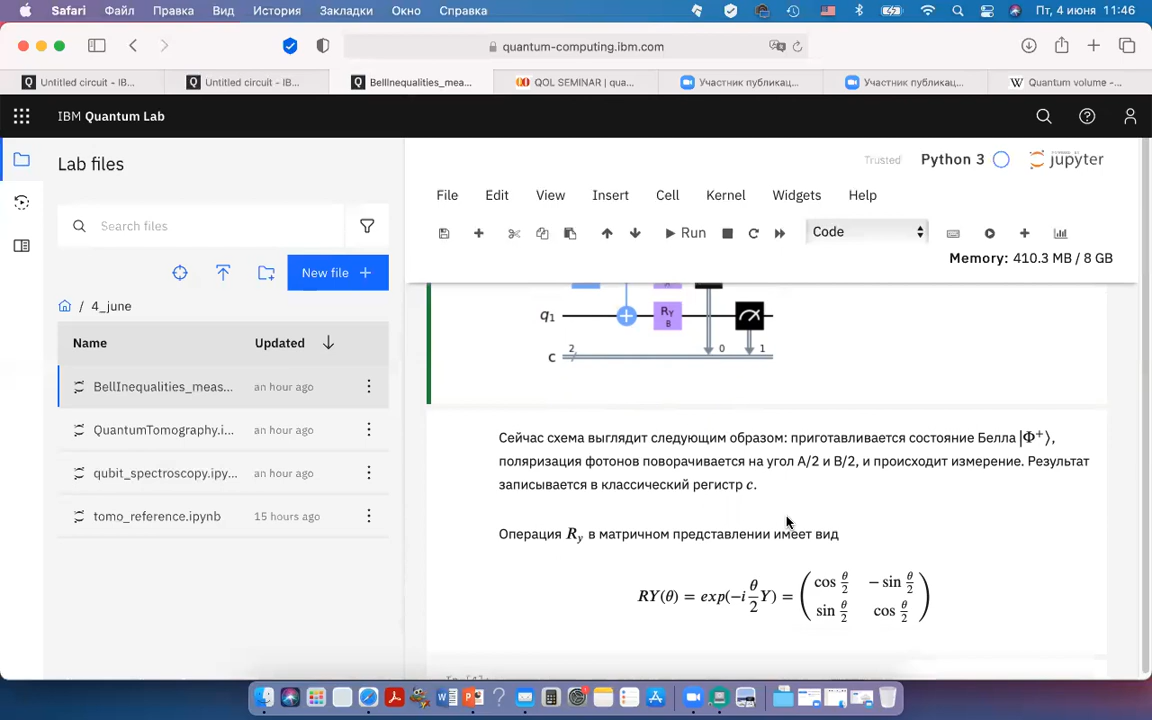 Safari Файл Правка Вид История Закладки Окно Справка Пт, 4 июня 11:46
quantum-computing.ibm.com
Untitled circuit - IB... Untitled circuit - IB... BellInequalities_mea... QOL SEMINAR | qua... Участник публикац... Участник публикац... Quantum volume -...
IBM Quantum Lab
Lab files
Trusted Python 3 jupyter
File Edit View Insert Cell Kernel Widgets Help
Search files
Run Code
Memory: 410.3 MB / 8 GB
New file +
/ 4_june
Name Updated
BellInequalities_meas... an hour ago
QuantumTomography.i... an hour ago
qubit_spectroscopy.ipy... an hour ago
tomo_reference.ipynb 15 hours ago
q₁ RY B
c 2 0 1
Сейчас схема выглядит следующим образом: приготавливается состояние Белла |Φ⁺⟩,
поляризация фотонов поворачивается на угол A/2 и B/2, и происходит измерение. Результат
записывается в классический регистр c.
Операция R_y в матричном представлении имеет вид
RY(θ) = exp(−i θ/2 Y) = ( cos θ/2 − sin θ/2
sin θ/2 cos θ/2 )